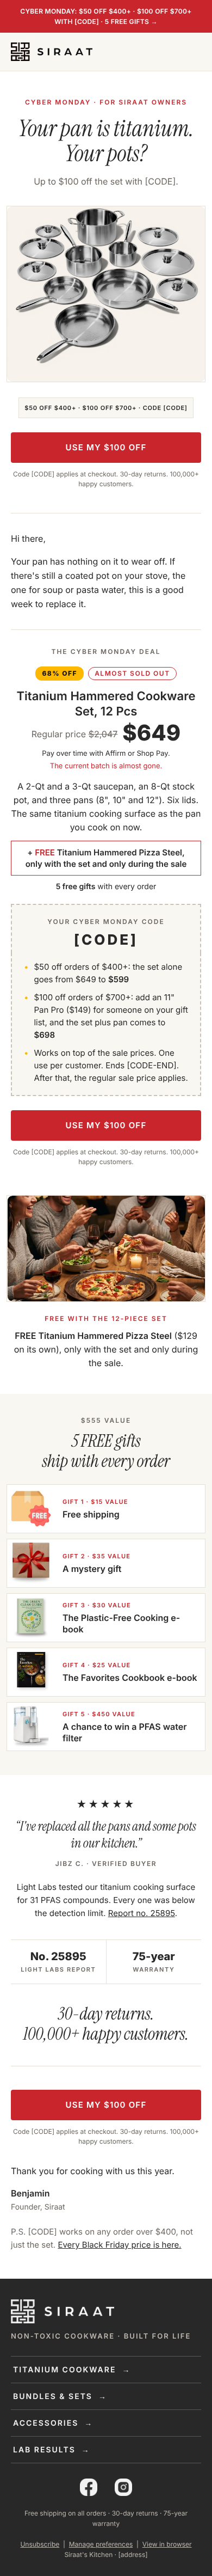 CYBER MONDAY: $50 OFF $400+ · $100 OFF $700+
WITH [CODE] · 5 FREE GIFTS →
SIRAAT
CYBER MONDAY · FOR SIRAAT OWNERS
Your pan is titanium.
Your pots?
Up to $100 off the set with [CODE].
$50 OFF $400+ · $100 OFF $700+ · CODE [CODE]
USE MY $100 OFF
Code [CODE] applies at checkout. 30-day returns. 100,000+
happy customers.
Hi there,
Your pan has nothing on it to wear off. If
there's still a coated pot on your stove, the
one for soup or pasta water, this is a good
week to replace it.
THE CYBER MONDAY DEAL
68% OFF
ALMOST SOLD OUT
Titanium Hammered Cookware
Set, 12 Pcs
Regular price $2,047 $649
Pay over time with Affirm or Shop Pay.
The current batch is almost gone.
A 2-Qt and a 3-Qt saucepan, an 8-Qt stock
pot, and three pans (8", 10" and 12"). Six lids.
The same titanium cooking surface as the pan
you cook on now.
+ FREE Titanium Hammered Pizza Steel,
only with the set and only during the sale
5 free gifts with every order
YOUR CYBER MONDAY CODE
[CODE]
• $50 off orders of $400+: the set alone
goes from $649 to $599
• $100 off orders of $700+: add an 11"
Pan Pro ($149) for someone on your gift
list, and the set plus pan comes to
$698
• Works on top of the sale prices. One
use per customer. Ends [CODE-END].
After that, the regular sale price applies.
USE MY $100 OFF
Code [CODE] applies at checkout. 30-day returns. 100,000+
happy customers.
FREE WITH THE 12-PIECE SET
FREE Titanium Hammered Pizza Steel ($129
on its own), only with the set and only during
the sale.
$555 VALUE
5 FREE gifts
ship with every order
FREE
GIFT 1 · $15 VALUE
Free shipping
GIFT 2 · $35 VALUE
A mystery gift
GIFT 3 · $30 VALUE
The Plastic-Free Cooking e-
book
GIFT 4 · $25 VALUE
The Favorites Cookbook e-book
GIFT 5 · $450 VALUE
A chance to win a PFAS water
filter
★★★★★
“I've replaced all the pans and some pots
in our kitchen.”
JIBZ C. · VERIFIED BUYER
Light Labs tested our titanium cooking surface
for 31 PFAS compounds. Every one was below
the detection limit. Report no. 25895.
No. 25895
LIGHT LABS REPORT
75-year
WARRANTY
30-day returns.
100,000+ happy customers.
USE MY $100 OFF
Code [CODE] applies at checkout. 30-day returns. 100,000+
happy customers.
Thank you for cooking with us this year.
Benjamin
Founder, Siraat
P.S. [CODE] works on any order over $400, not
just the set. Every Black Friday price is here.
SIRAAT
NON-TOXIC COOKWARE · BUILT FOR LIFE
TITANIUM COOKWARE →
BUNDLES & SETS →
ACCESSORIES →
LAB RESULTS →
Free shipping on all orders · 30-day returns · 75-year
warranty
Unsubscribe | Manage preferences | View in browser
Siraat's Kitchen · [address]